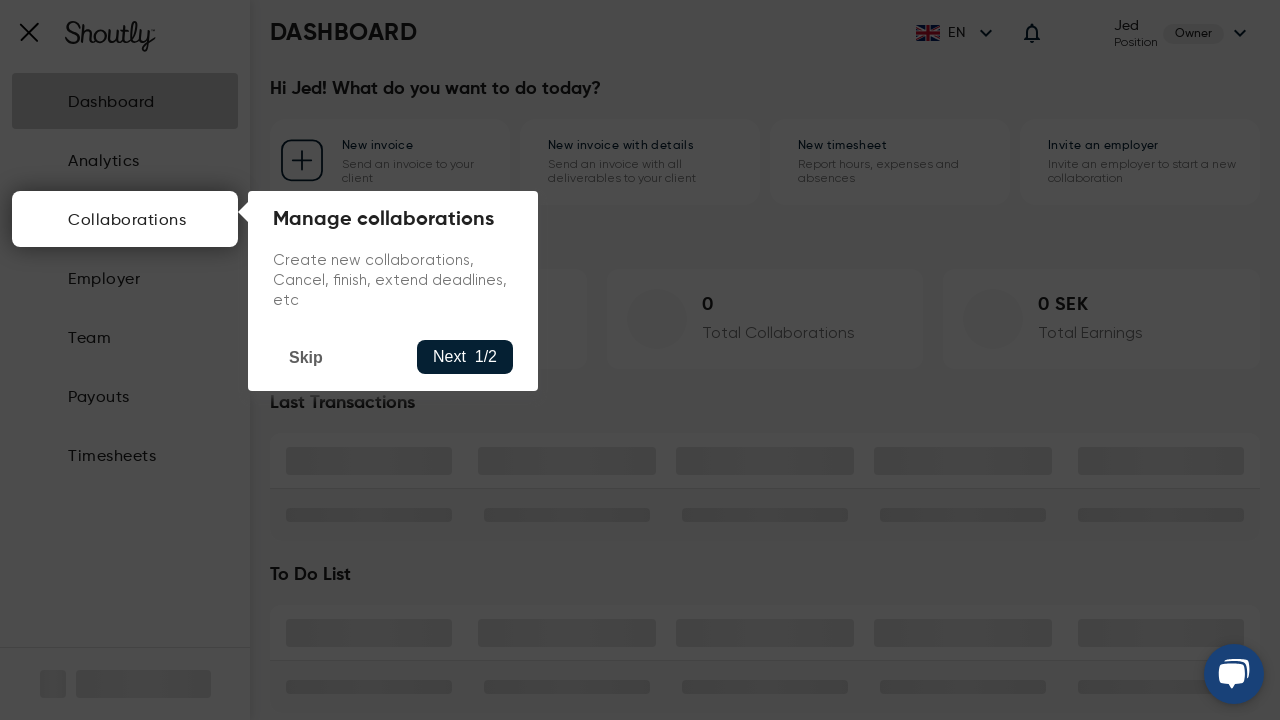 Shoutly
DASHBOARD
EN
Jed
Position
Owner
Dashboard
Analytics
Collaborations
Employer
Team
Payouts
Timesheets
Hi Jed! What do you want to do today?
New invoice
Send an invoice to your
client
New invoice with details
Send an invoice with all
deliverables to your client
New timesheet
Report hours, expenses and
absences
Invite an employer
Invite an employer to start a new
collaboration
Manage collaborations
Create new collaborations,
Cancel, finish, extend deadlines,
etc
Skip
Next 1/2
0
Total Collaborations
0 SEK
Total Earnings
Last Transactions
To Do List